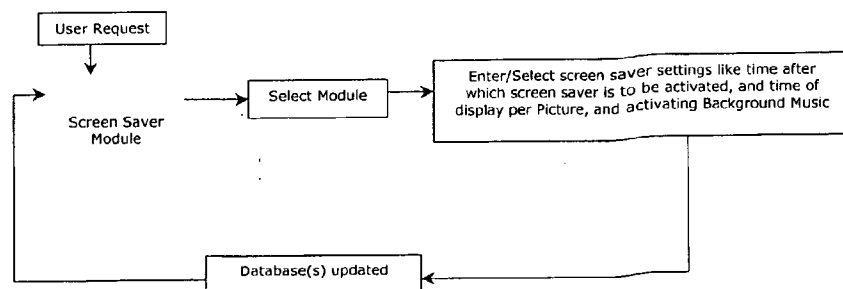 User Request
Screen Saver
Module
Select Module
Enter/Select screen saver settings like time after
which screen saver is to be activated, and time of
display per Picture, and activating Background Music
Database(s) updated